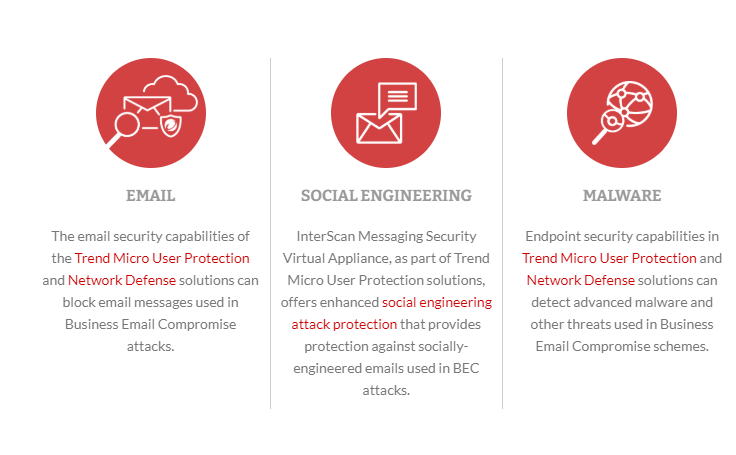 EMAIL
The email security capabilities of
the Trend Micro User Protection
and Network Defense solutions can
block email messages used in
Business Email Compromise
attacks.
SOCIAL ENGINEERING
InterScan Messaging Security
Virtual Appliance, as part of Trend
Micro User Protection solutions,
offers enhanced social engineering
attack protection that provides
protection against socially-
engineered emails used in BEC
attacks.
MALWARE
Endpoint security capabilities in
Trend Micro User Protection and
Network Defense solutions can
detect advanced malware and
other threats used in Business
Email Compromise schemes.